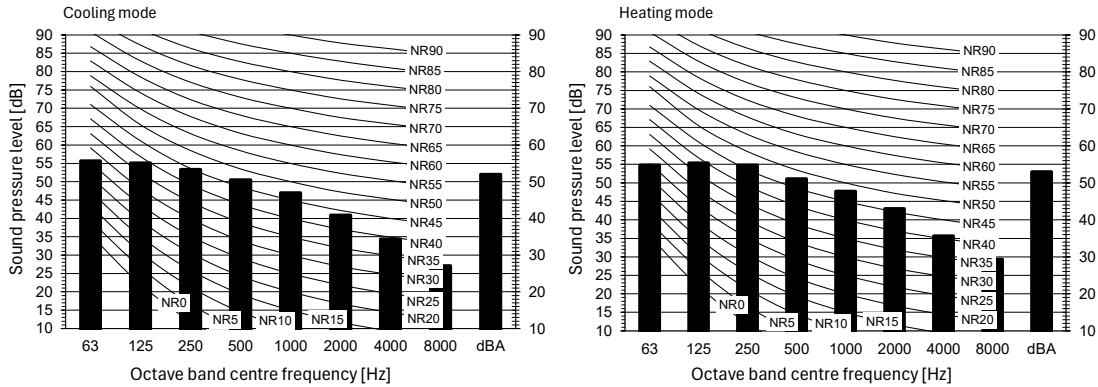 Cooling mode
Sound pressure level [dB]
90
85
80
75
70
65
60
55
50
45
40
35
30
25
20
15
10
NR90
NR85
NR80
NR75
NR70
NR65
NR60
NR55
NR50
NR45
NR40
NR35
NR30
NR25
NR20
NR0
NR5
NR10
NR15
90
80
70
60
50
40
30
20
10
63 125 250 500 1000 2000 4000 8000 dBA
Octave band centre frequency [Hz]
Heating mode
Sound pressure level [dB]
90
85
80
75
70
65
60
55
50
45
40
35
30
25
20
15
10
NR90
NR85
NR80
NR75
NR70
NR65
NR60
NR55
NR50
NR45
NR40
NR35
NR30
NR25
NR20
NR0
NR5
NR10
NR15
90
80
70
60
50
40
30
20
10
63 125 250 500 1000 2000 4000 8000 dBA
Octave band centre frequency [Hz]